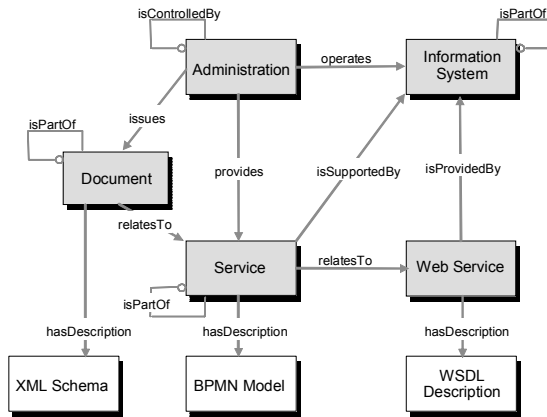 isControlledBy
isPartOf
Administration
operates
Information
System
isPartOf
issues
Document
provides
isSupportedBy
isProvidedBy
relatesTo
Service
relatesTo
Web Service
isPartOf
hasDescription
hasDescription
hasDescription
XML Schema
BPMN Model
WSDL
Description